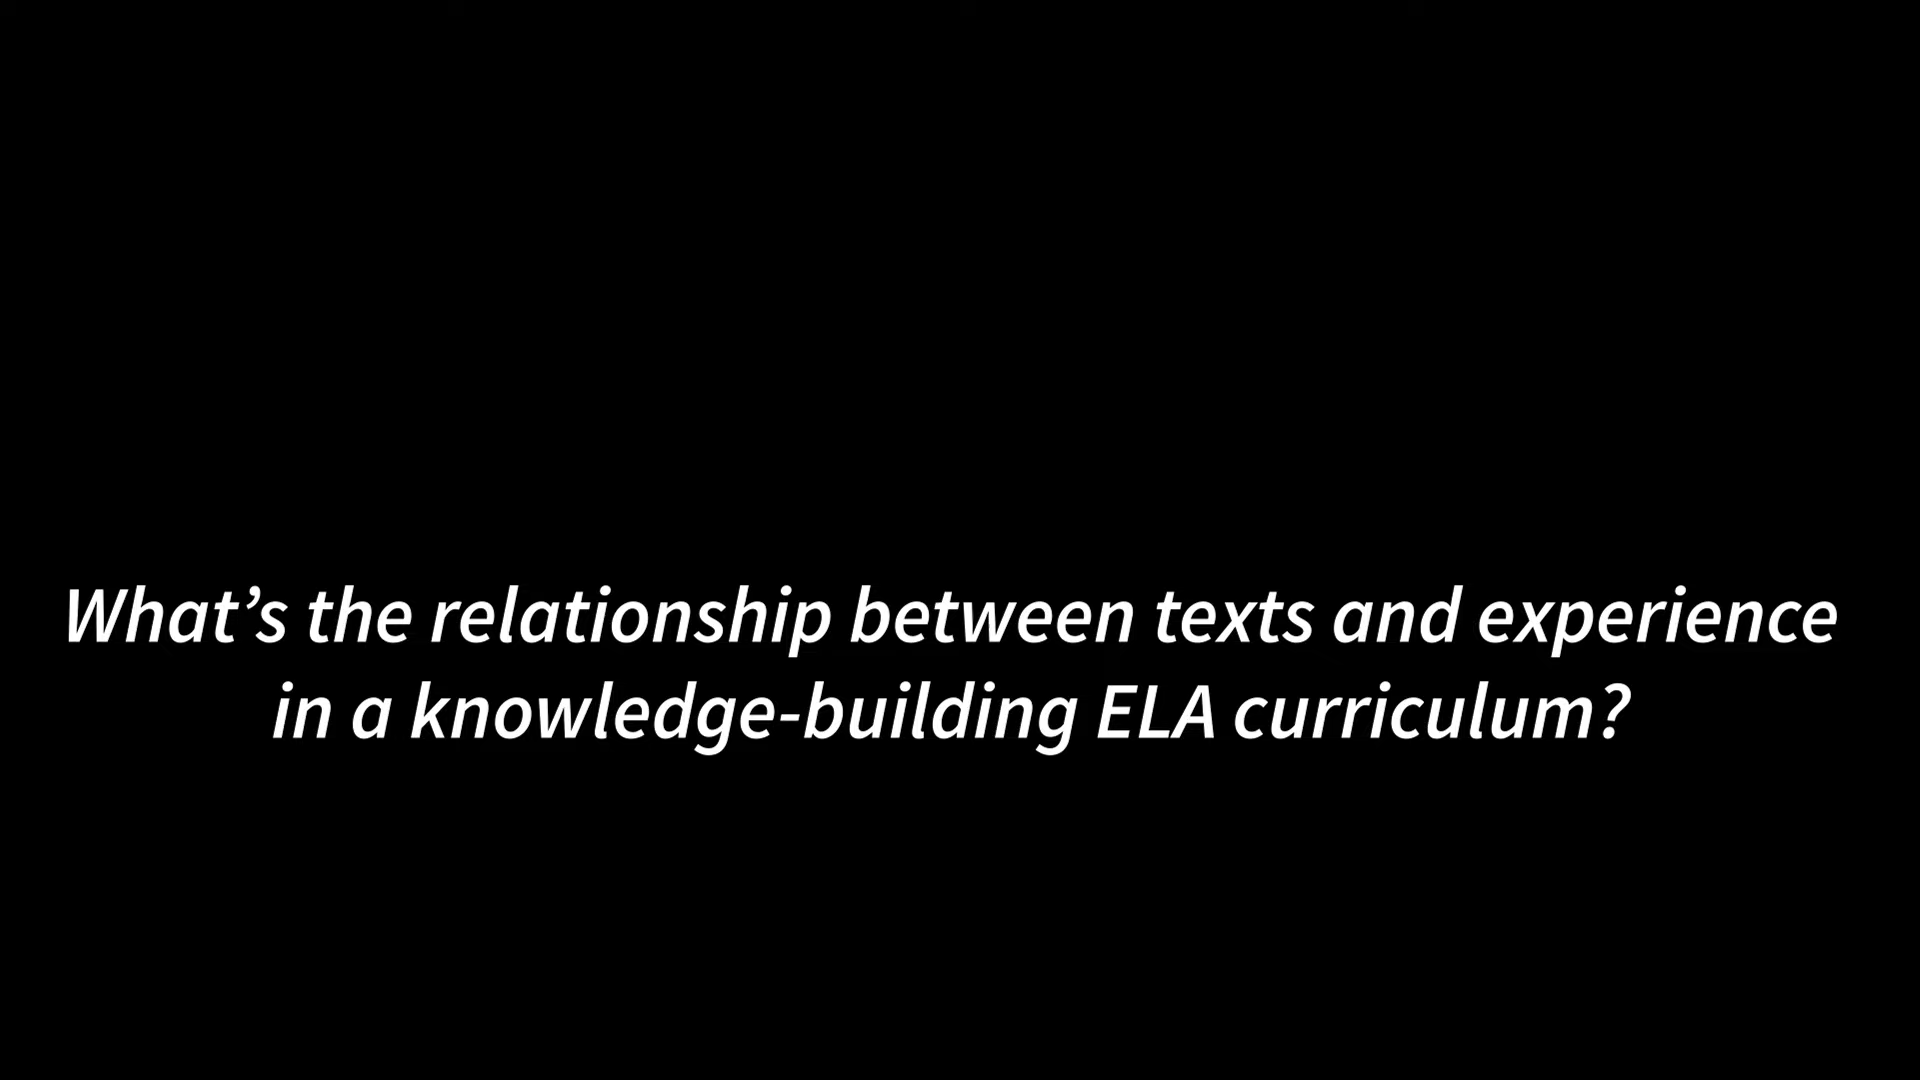 What’s the relationship between texts and experience
in a knowledge-building ELA curriculum?